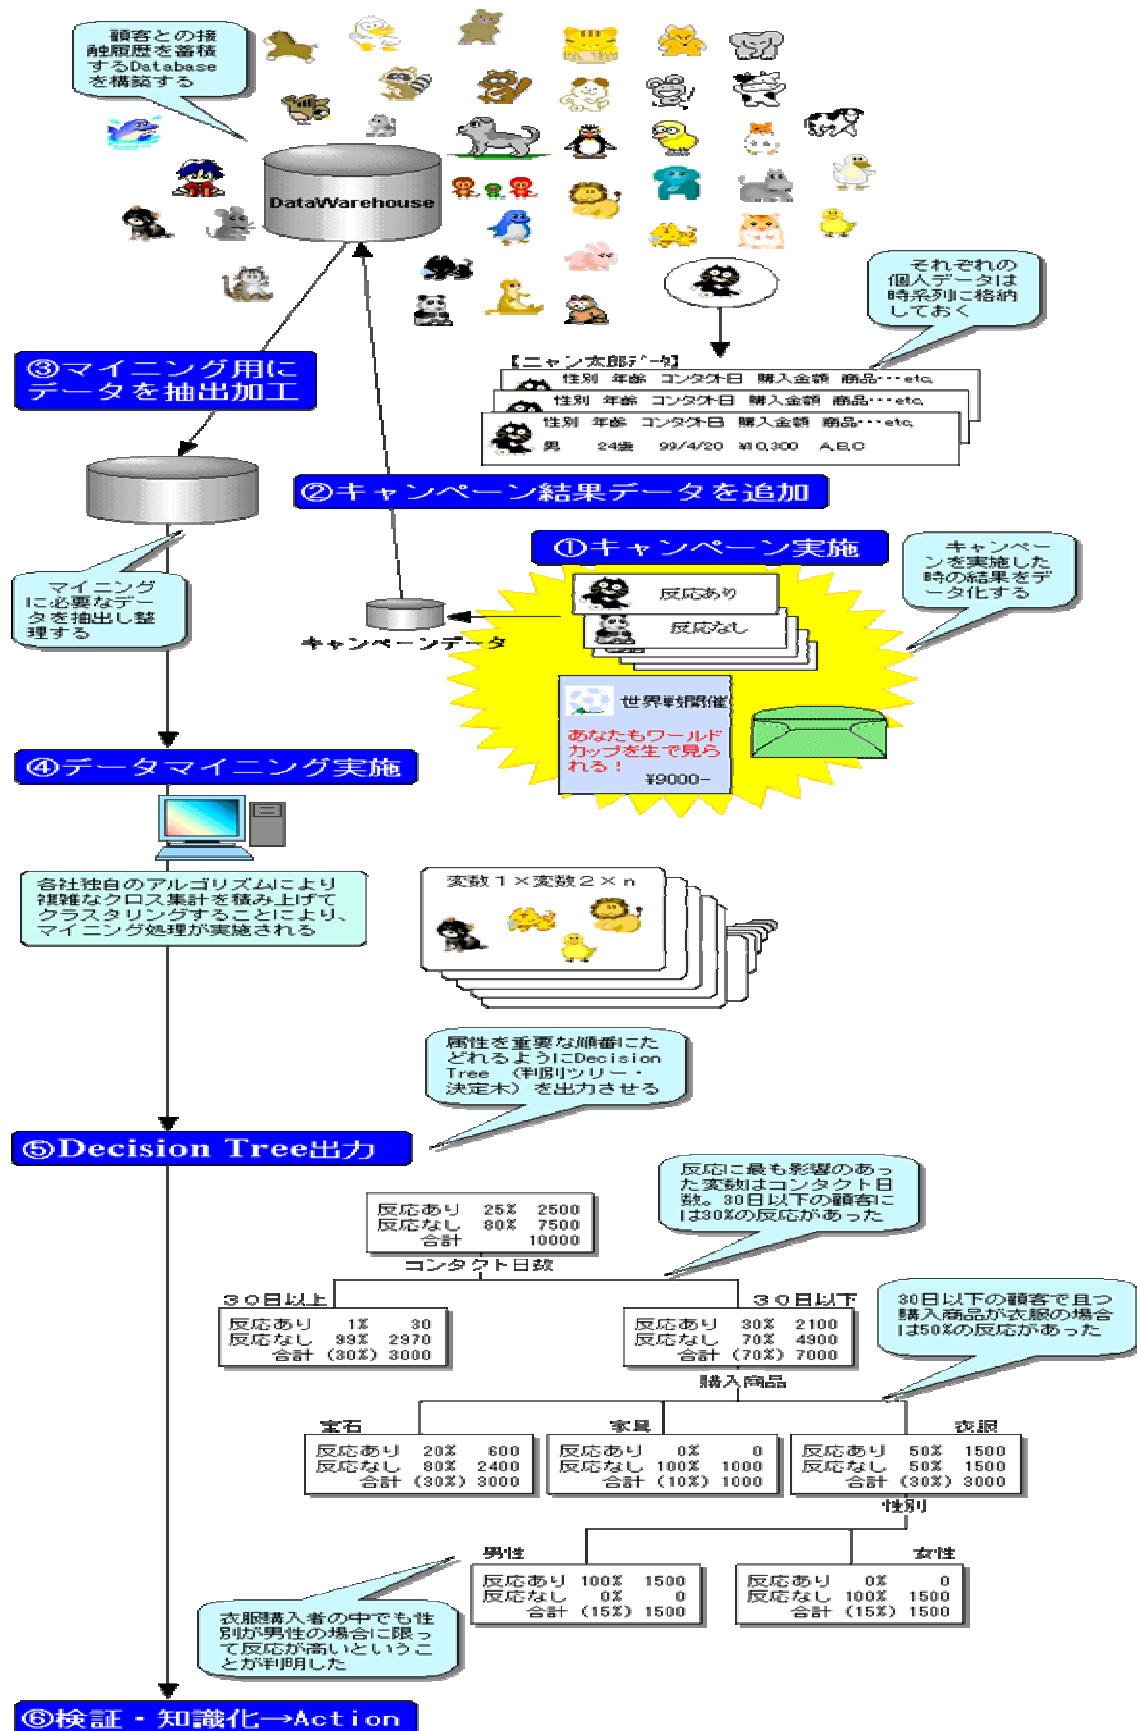 顧客との接
触履歴を蓄積
するDatabase
を構築する
DataWarehouse
それぞれの
個人データは
時系列に格納
しておく
③マイニング用に
データを抽出加工
【ニャン太郎データ】
性別 年齢 コンタクト日 購入金額 商品・・・etc.
性別 年齢 コンタクト日 購入金額 商品・・・etc.
性別 年齢 コンタクト日 購入金額 商品・・・etc.
男 24歳 99/4/20 ¥10,300 A,B,C
②キャンペーン結果データを追加
①キャンペーン実施
キャンペー
ンを実施した
時の結果をデ
ータ化する
マイニング
に必要なデー
タを抽出し整
理する
反応あり
反応なし
キャンペーンデータ
世界戦開催
あなたもワールド
カップを生で見ら
れる！
¥9000-
④データマイニング実施
各社独自のアルゴリズムにより
複雑なクロス集計を積み上げて
クラスタリングすることにより、
マイニング処理が実施される
変数１×変数２×ｎ
属性を重要な順番にた
どれるようにDecision
Tree （判別ツリー・
決定木）を出力させる
⑤Decision Tree出力
反応に最も影響のあっ
た変数はコンタクト日
数。30日以下の顧客に
は30%の反応があった
反応あり 25% 2500
反応なし 80% 7500
合計 10000
コンタクト日数
３０日以上
反応あり 1% 30
反応なし 99% 2970
合計 (30%) 3000
３０日以下
反応あり 30% 2100
反応なし 70% 4900
合計 (70%) 7000
30日以下の顧客で且つ
購入商品が衣服の場合
は50%の反応があった
購入商品
宝石
反応あり 20% 600
反応なし 80% 2400
合計 (30%) 3000
家具
反応あり 0% 0
反応なし 100% 1000
合計 (10%) 1000
衣服
反応あり 50% 1500
反応なし 50% 1500
合計 (30%) 3000
性別
男性
反応あり 100% 1500
反応なし 0% 0
合計 (15%) 1500
女性
反応あり 0% 0
反応なし 100% 1500
合計 (15%) 1500
衣服購入者の中でも性
別が男性の場合に限っ
て反応が高いというこ
とが判明した
⑥検証・知識化→Action